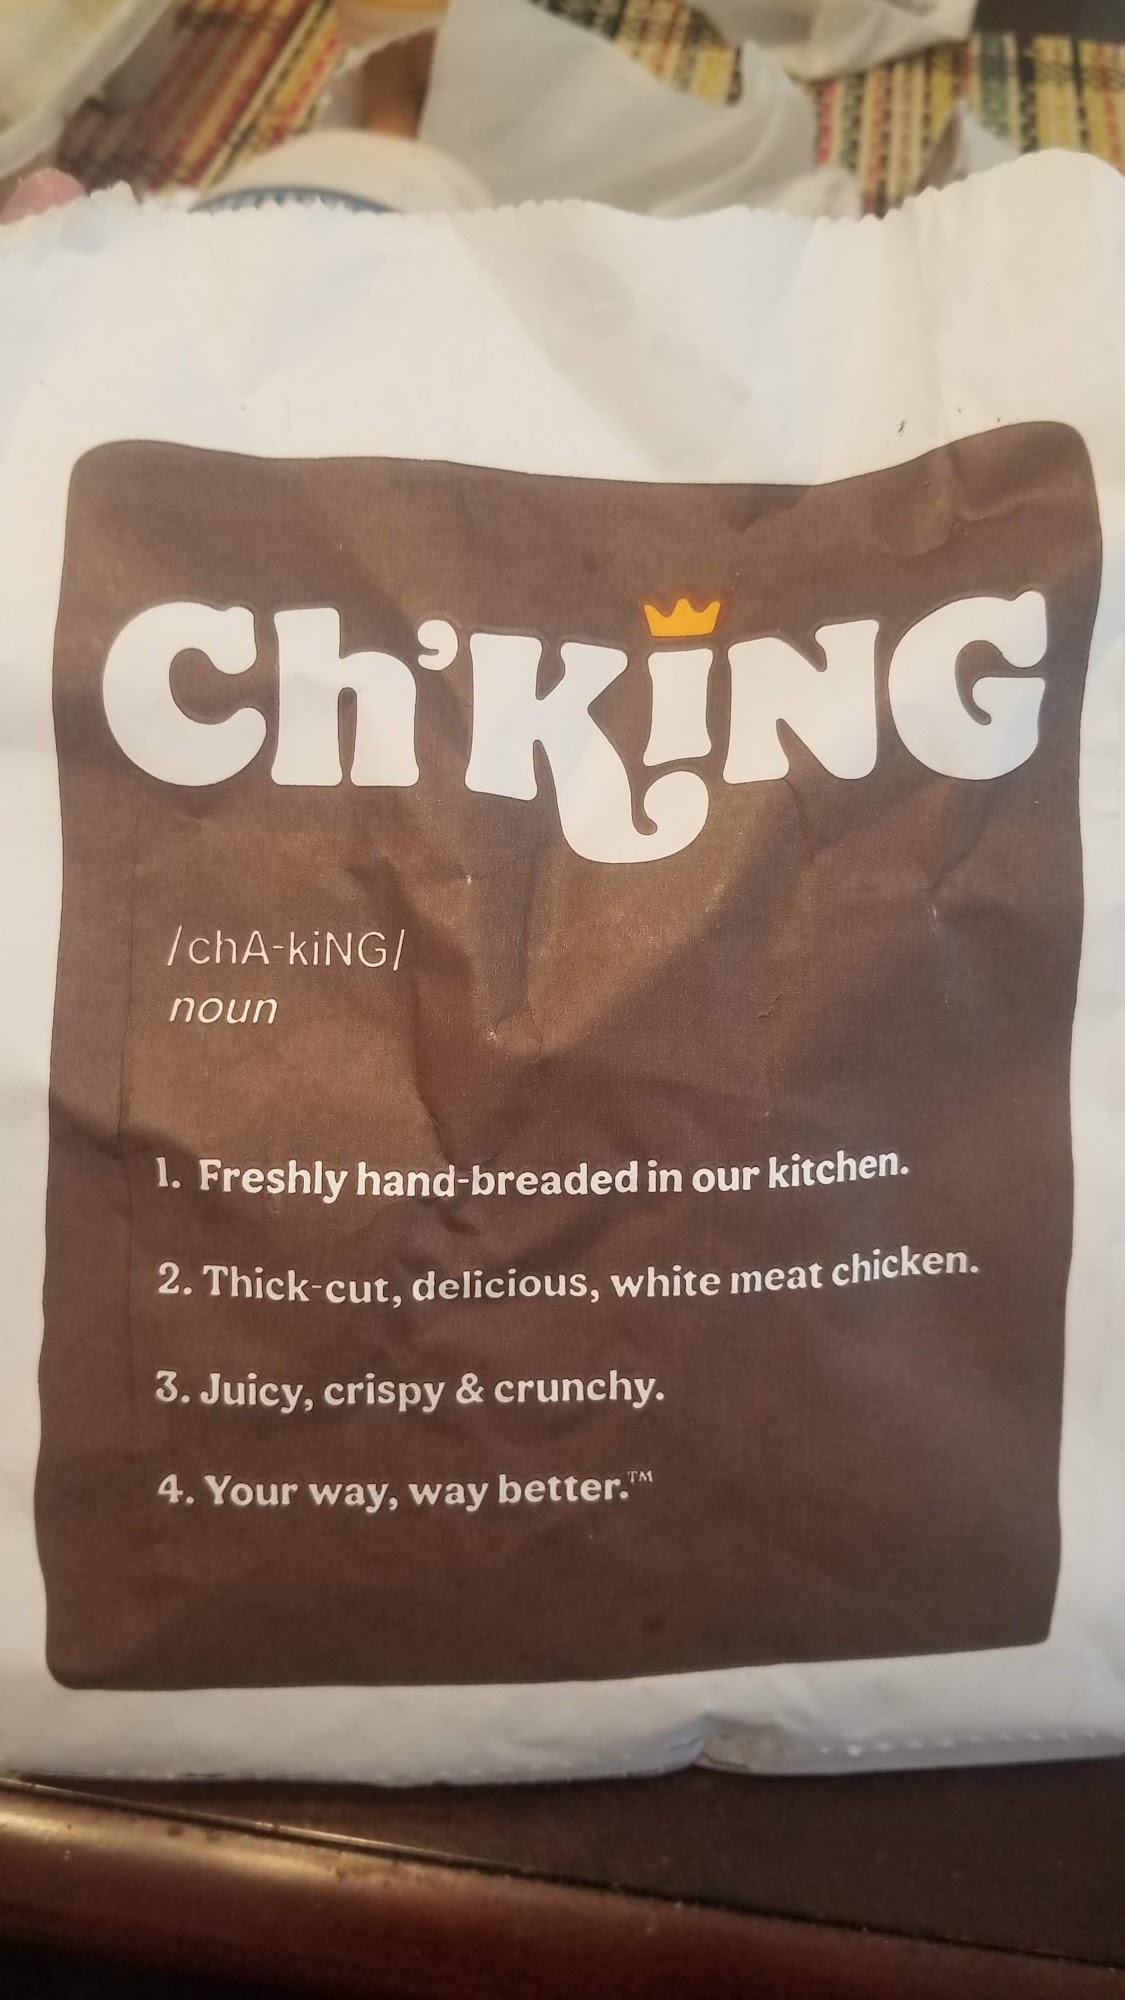 Ch'KiNG
/chA-kiNG/
noun
1. Freshly hand-breaded in our kitchen.
2. Thick-cut, delicious, white meat chicken.
3. Juicy, crispy & crunchy.
4. Your way, way better.™